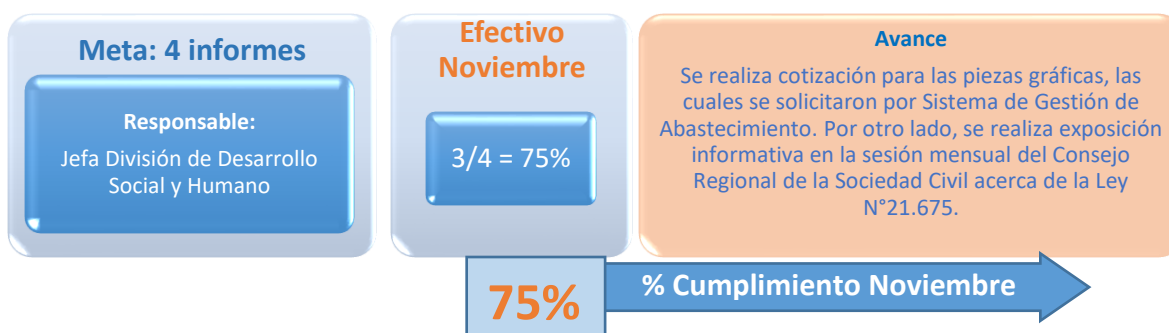 Meta: 4 informes
Responsable:
Jefa División de Desarrollo
Social y Humano
Efectivo
Noviembre
3/4 = 75%
Avance
Se realiza cotización para las piezas gráficas, las
cuales se solicitaron por Sistema de Gestión de
Abastecimiento. Por otro lado, se realiza exposición
informativa en la sesión mensual del Consejo
Regional de la Sociedad Civil acerca de la Ley
N°21.675.
75%
% Cumplimiento Noviembre